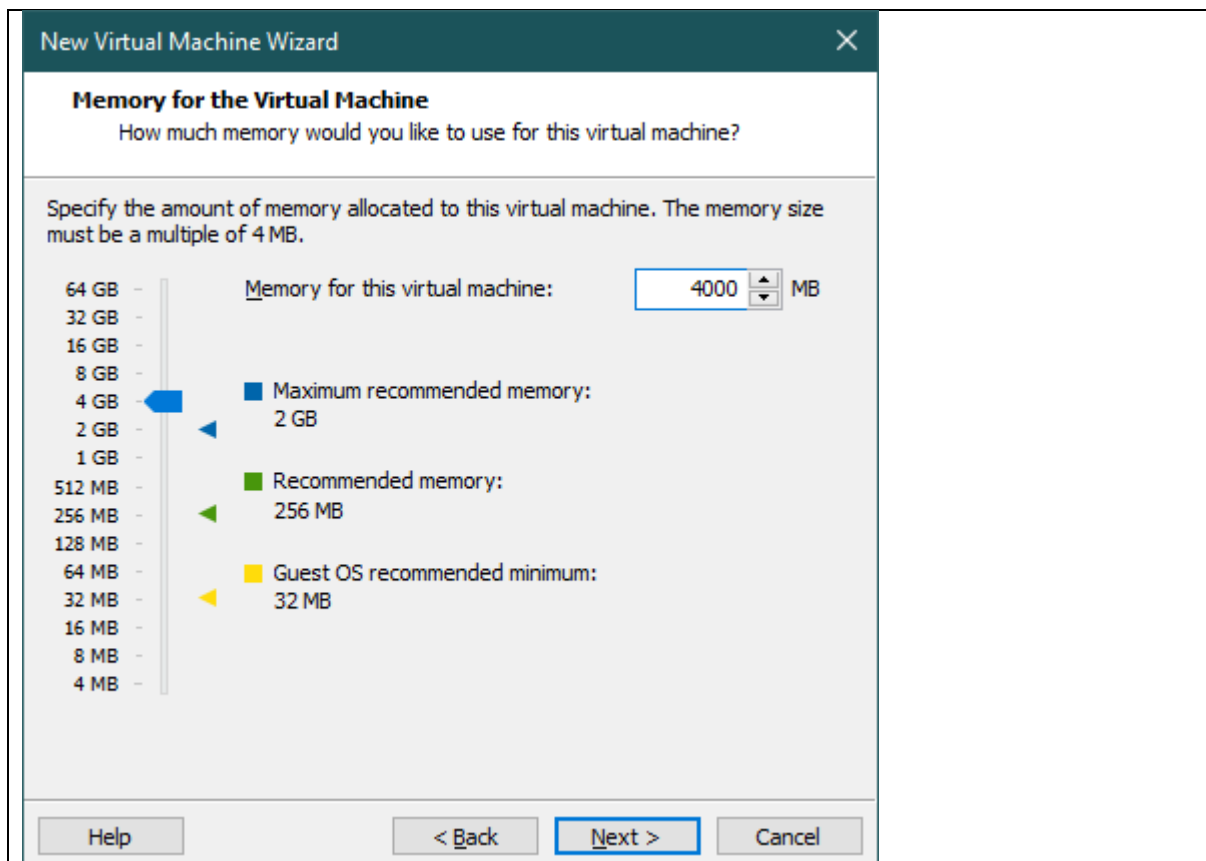 New Virtual Machine Wizard
Memory for the Virtual Machine
How much memory would you like to use for this virtual machine?
Specify the amount of memory allocated to this virtual machine. The memory size
must be a multiple of 4 MB.
64 GB
Memory for this virtual machine: 4000 MB
32 GB
16 GB
8 GB
4 GB
Maximum recommended memory:
2 GB
2 GB
1 GB
512 MB
Recommended memory:
256 MB
256 MB
128 MB
64 MB
Guest OS recommended minimum:
32 MB
32 MB
16 MB
8 MB
4 MB
Help
< Back
Next >
Cancel